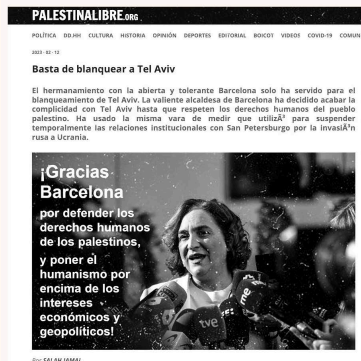 PALESTINALIBRE.ORG
POLÍTICA DD.HH CULTURA HISTORIA OPINIÓN DEPORTES EDITORIAL BOICOT VIDEOS COVID-19 COMUN
2023 - 02 - 12
Basta de blanquear a Tel Aviv
El hermanamiento con la abierta y tolerante Barcelona solo ha servido para el
blanqueamiento de Tel Aviv. La valiente alcaldesa de Barcelona ha decidido acabar la
complicidad con Tel Aviv hasta que respeten los derechos humanos del pueblo
palestino. Ha usado la misma vara de medir que utilizÃ³ para suspender
temporalmente las relaciones institucionales con San Petersburgo por la invasiÃ³n
rusa a Ucrania.
¡Gracias
Barcelona
por defender los
derechos humanos
de los palestinos,
y poner el
humanismo por
encima de los
intereses
económicos y
geopolíticos!
tve
Por SALAH JAMAL